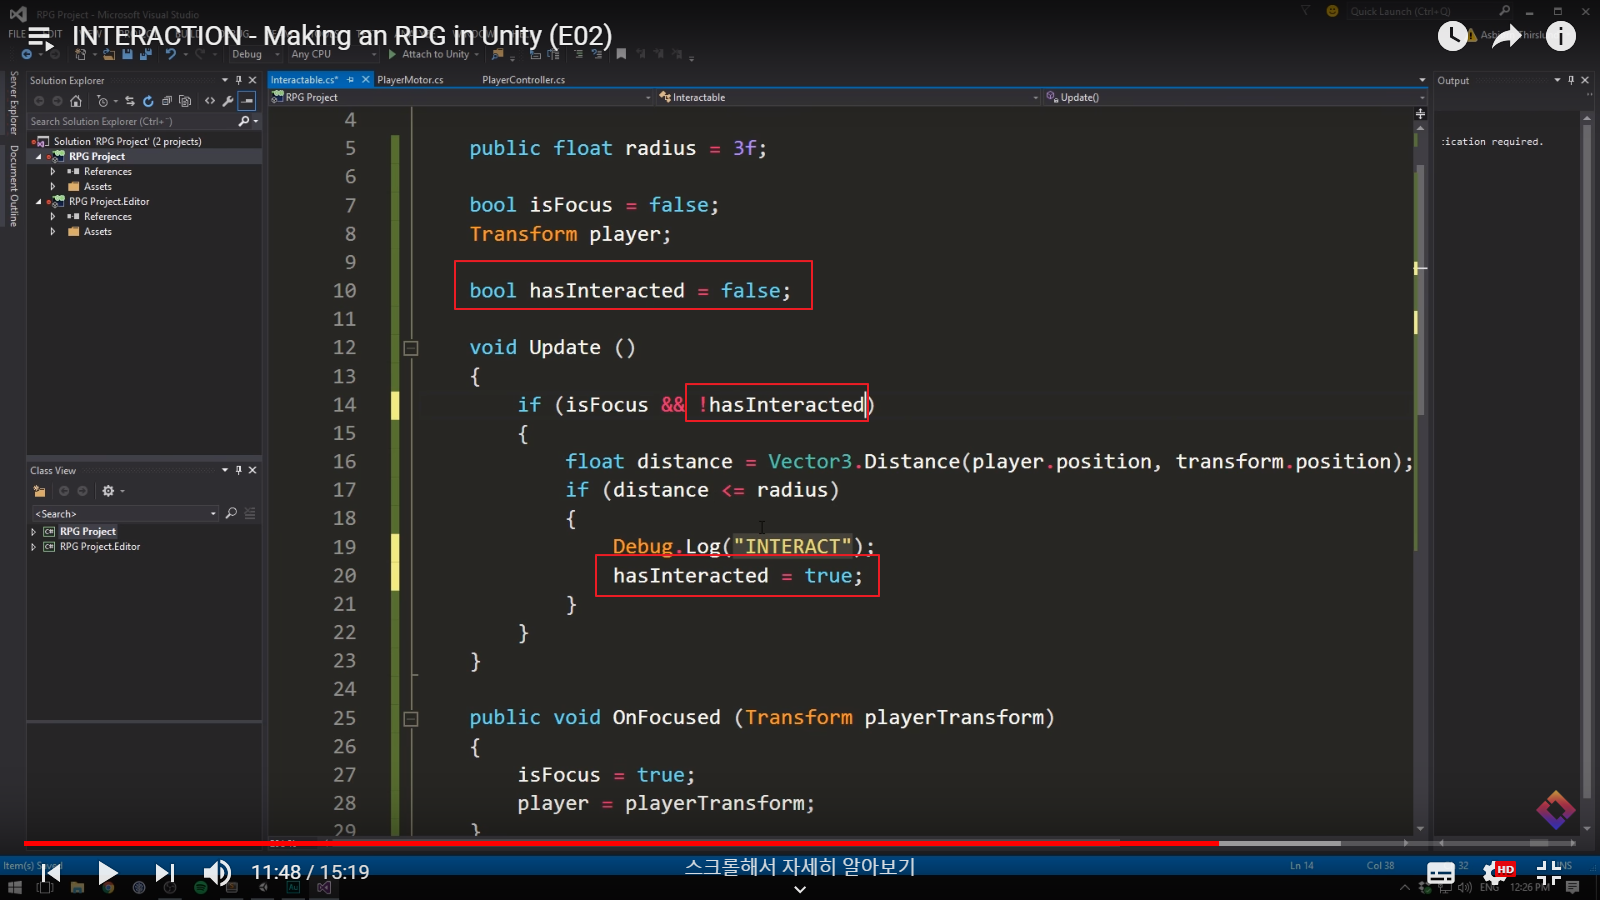 RPG Project - Microsoft Visual Studio
Quick Launch (Ctrl+Q)
INTERACTION - Making an RPG in Unity (E02)
FILE
Debug
Any CPU
Attach to Unity
Server Explorer
Document Outline
Solution Explorer
Search Solution Explorer (Ctrl+¨)
Solution 'RPG Project' (2 projects)
RPG Project
References
Assets
RPG Project.Editor
References
Assets
Class View
<Search>
RPG Project
RPG Project.Editor
Interactable.cs*
PlayerMotor.cs
PlayerController.cs
RPG Project
Interactable
Update()
4
5 public float radius = 3f;
6
7 bool isFocus = false;
8 Transform player;
9
10 bool hasInteracted = false;
11
12 void Update ()
13 {
14 if (isFocus && !hasInteracted)
15 {
16 float distance = Vector3.Distance(player.position, transform.position);
17 if (distance <= radius)
18 {
19 Debug.Log("INTERACT");
20 hasInteracted = true;
21 }
22 }
23 }
24
25 public void OnFocused (Transform playerTransform)
26 {
27 isFocus = true;
28 player = playerTransform;
29 }
Output
ication required.
Item(s)
11:48 / 15:19
스크롤해서 자세히 알아보기
Ln 14
Col 38
32
HD
ENG
12:26 PM